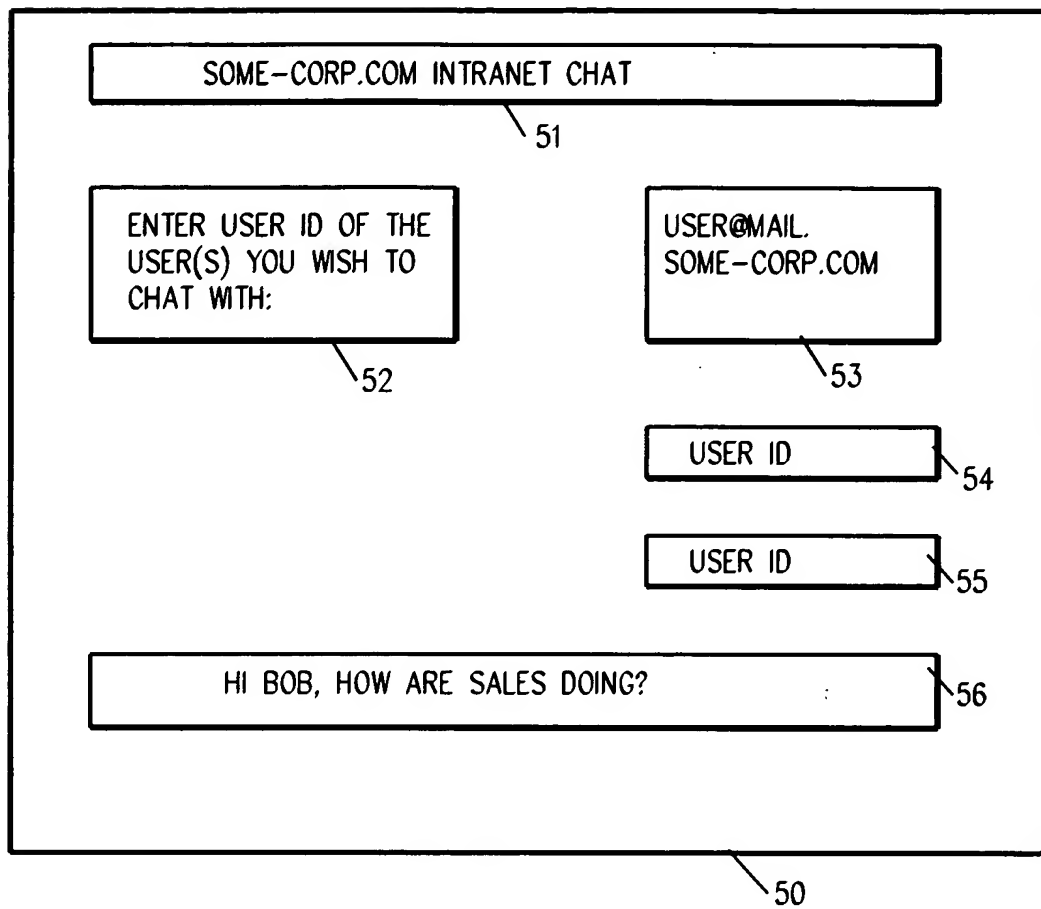 SOME-CORP.COM INTRANET CHAT
51
ENTER USER ID OF THE
USER(S) YOU WISH TO
CHAT WITH:
52
USER@MAIL.
SOME-CORP.COM
53
USER ID
54
USER ID
55
HI BOB, HOW ARE SALES DOING?
56
50